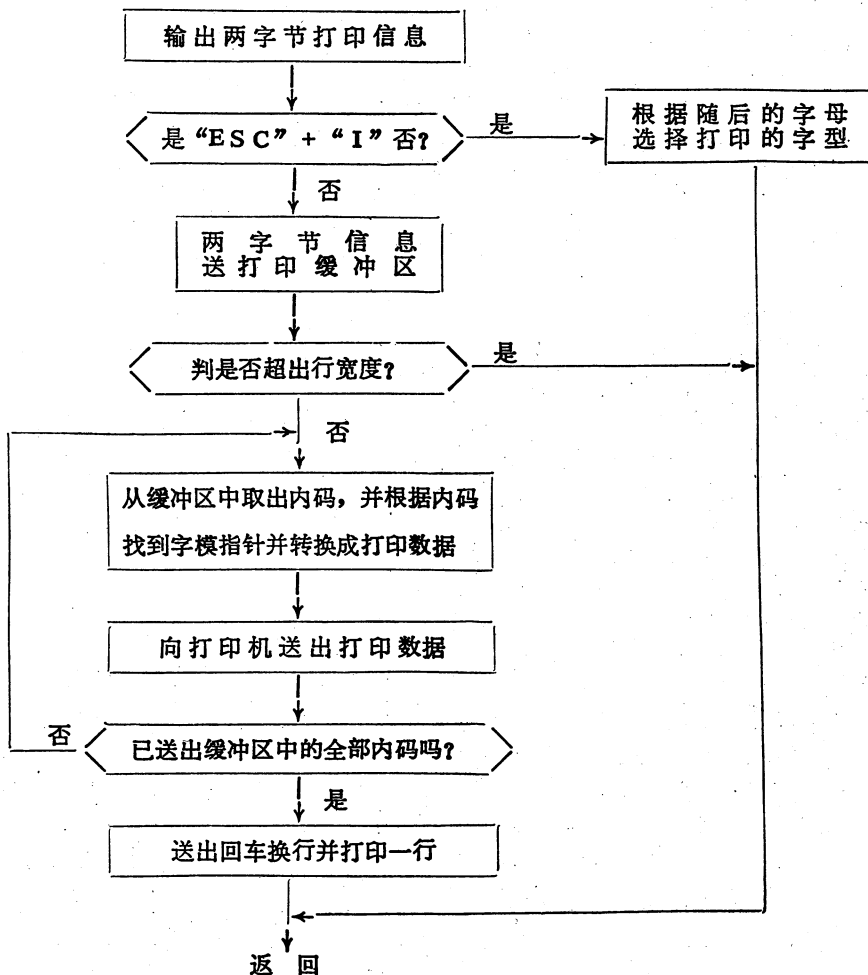 输出两字节打印信息
是“ESC”+“I”否?
是
根据随后的字母
选择打印的字型
否
两字节信息
送打印缓冲区
判是否超出行宽度?
是
否
从缓冲区中取出内码，并根据内码
找到字模指针并转换成打印数据
向打印机送出打印数据
否
已送出缓冲区中的全部内码吗?
是
送出回车换行并打印一行
返回